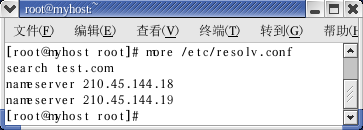 root@myhost:~
文件(F) 编辑(E) 查看(V) 终端(T) 转到(G) 帮助(H
[root@myhost root]# more /etc/resolv.conf
search test.com
nameserver 210.45.144.18
nameserver 210.45.144.19
[root@myhost root]#